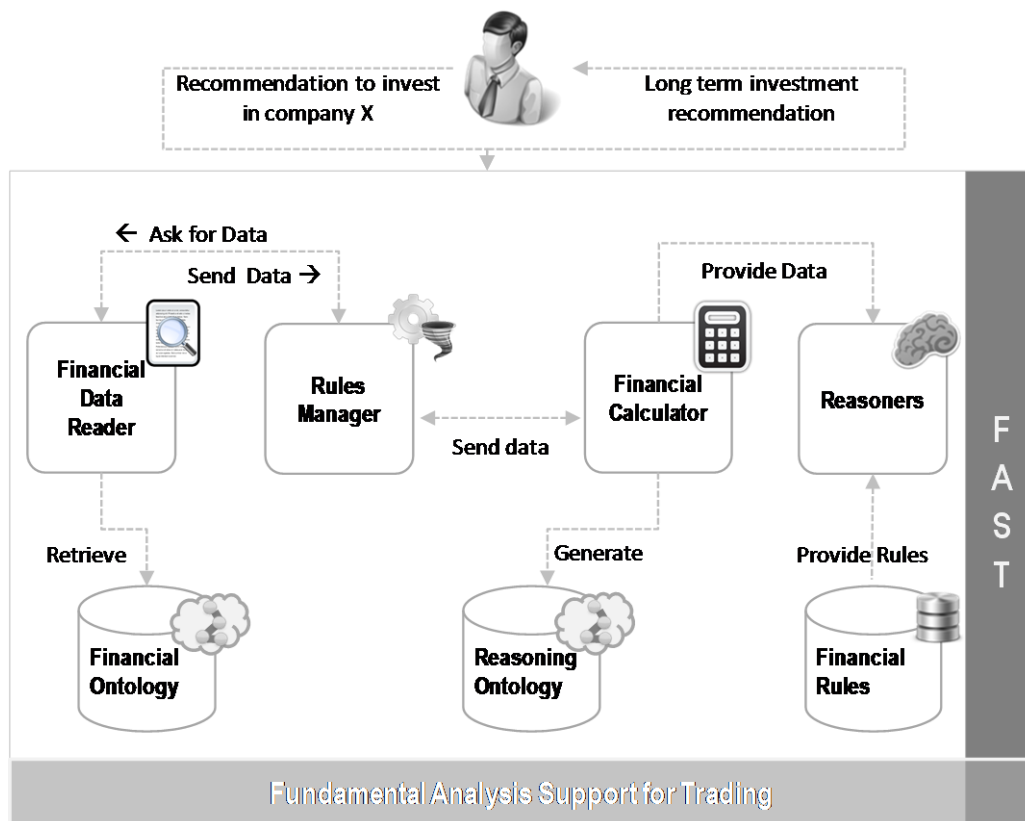 Recommendation to invest
in company X
Long term investment
recommendation
← Ask for Data
Send Data →
Provide Data
Financial
Data
Reader
Rules
Manager
Financial
Calculator
Reasoners
Send data
Retrieve
Generate
Provide Rules
Financial
Ontology
Reasoning
Ontology
Financial
Rules
F
A
S
T
Fundamental Analysis Support for Trading